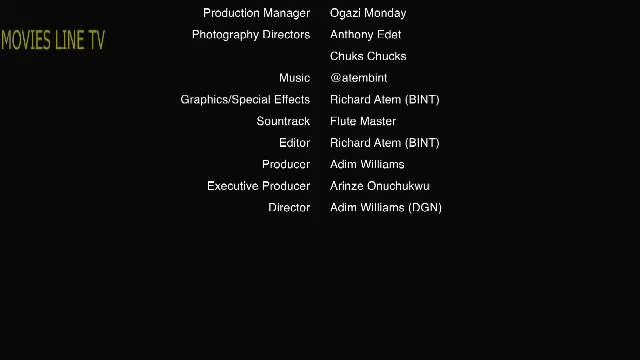 Production Manager Ogazi Monday
Photography Directors Anthony Edet
Chuks Chucks
MOVIES LINE TV
Music @atembint
Graphics/Special Effects Richard Atem (BINT)
Sountrack Flute Master
Editor Richard Atem (BINT)
Producer Adim Williams
Executive Producer Arinze Onuchukwu
Director Adim Williams (DGN)